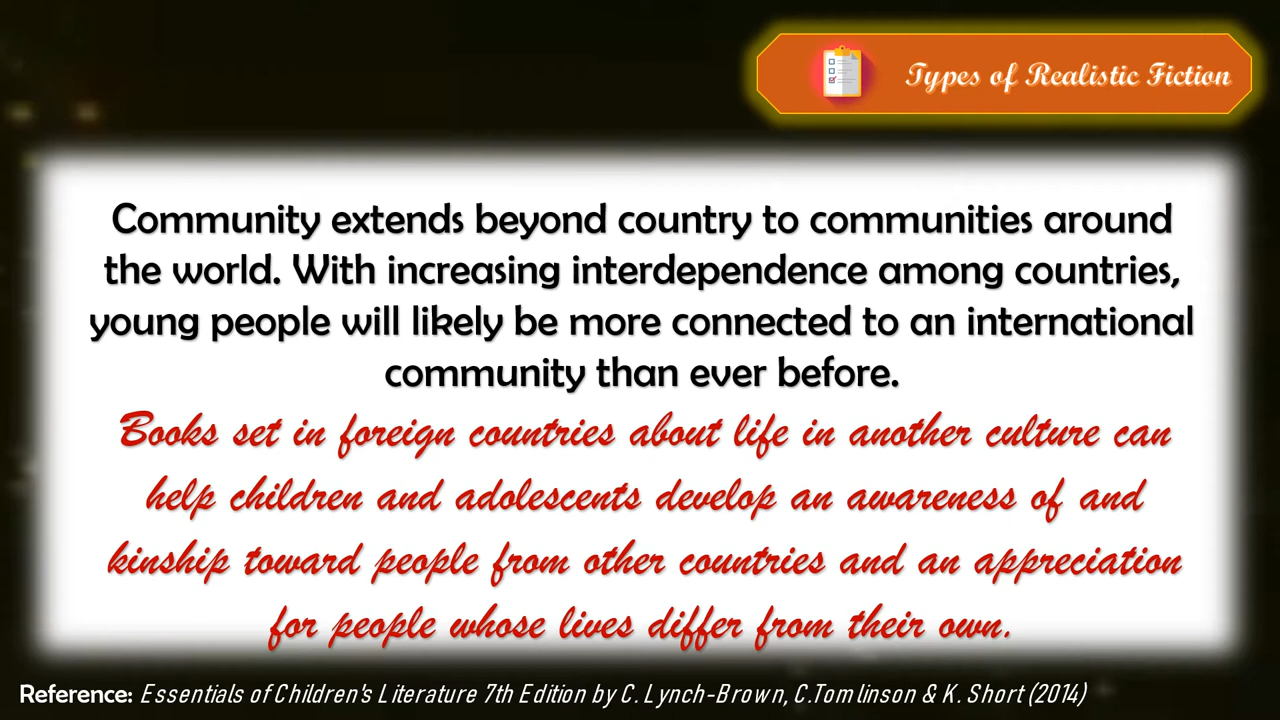 Types of Realistic Fiction
Community extends beyond country to communities around
the world. With increasing interdependence among countries,
young people will likely be more connected to an international
community than ever before.
Books set in foreign countries about life in another culture can
help children and adolescents develop an awareness of and
kinship toward people from other countries and an appreciation
for people whose lives differ from their own.
Reference: Essentials of Children's Literature 7th Edition by C. Lynch-Brown, C.Tomlinson & K. Short (2014)